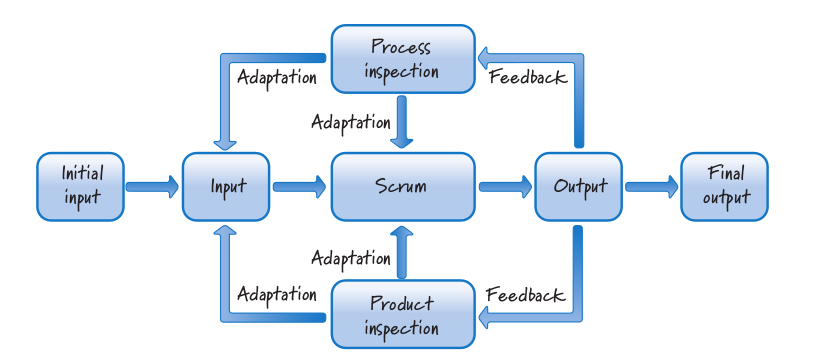 Process
inspection
Adaptation
Feedback
Adaptation
Initial
input
Input
Scrum
Output
Final
output
Adaptation
Adaptation
Feedback
Product
inspection